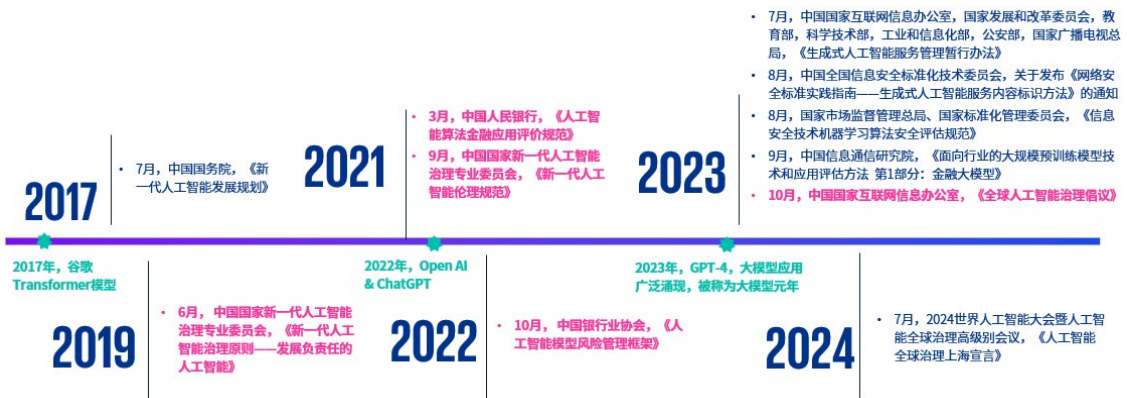 2017
• 7月，中国国务院，《新
一代人工智能发展规划》
2021
• 3月，中国人民银行，《人工智
能算法金融应用评价规范》
• 9月，中国国家新一代人工智能
治理专业委员会，《新一代人工
智能伦理规范》
2023
• 7月，中国国家互联网信息办公室，国家发展和改革委员会，教
育部，科学技术部，工业和信息化部，公安部，国家广播电视总
局，《生成式人工智能服务管理暂行办法》
• 8月，中国全国信息安全标准化技术委员会，关于发布《网络安
全标准实践指南——生成式人工智能服务内容标识方法》的通知
• 8月，国家市场监督管理总局、国家标准化管理委员会，《信息
安全技术机器学习算法安全评估规范》
• 9月，中国信息通信研究院，《面向行业的大规模预训练模型技
术和应用评估方法 第1部分：金融大模型》
• 10月，中国国家互联网信息办公室，《全球人工智能治理倡议》
2017年，谷歌
Transformer模型
2019
• 6月， 中国国家新一代人工智能
治理专业委员会，《新一代人工
智能治理原则——发展负责任的
人工智能》
2022年，Open AI
& ChatGPT
2022
• 10月， 中国银行业协会，《人
工智能模型风险管理框架》
2023年，GPT-4，大模型应用
广泛涌现，被称为大模型元年
2024
• 7月，2024世界人工智能大会暨人工智
能全球治理高级别会议，《人工智能
全球治理上海宣言》